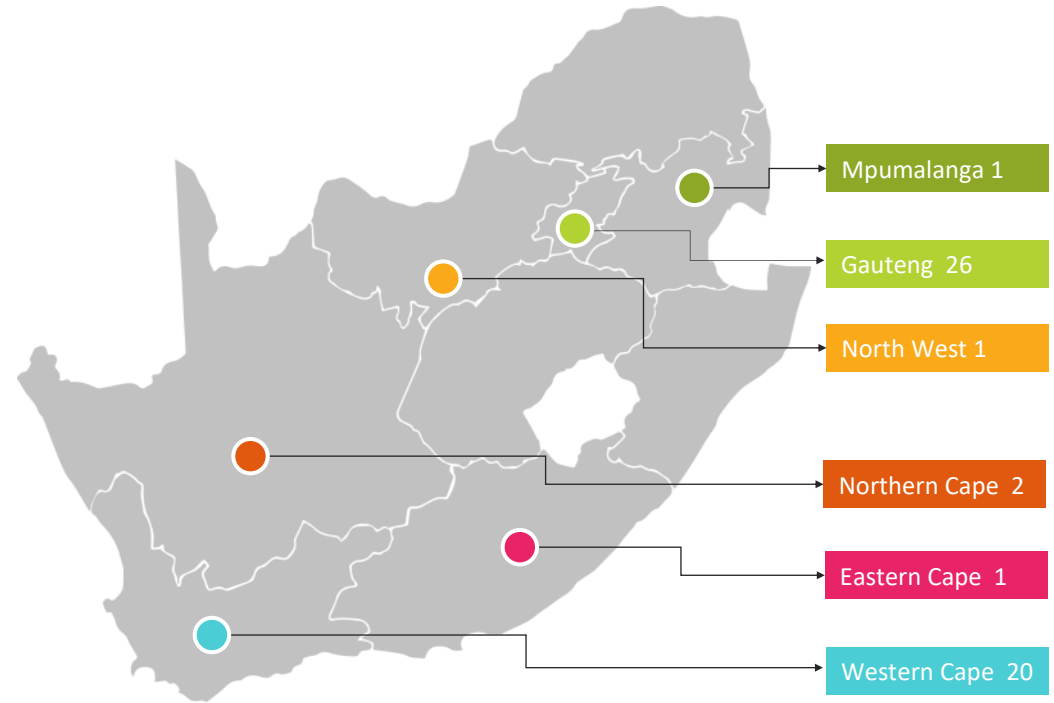 Mpumalanga 1
Gauteng 26
North West 1
Northern Cape 2
Eastern Cape 1
Western Cape 20